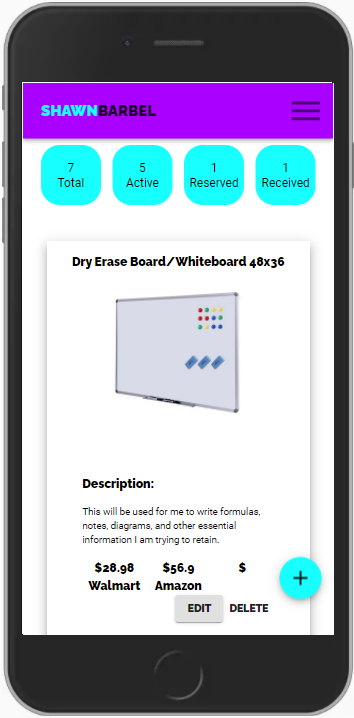 SHAWNBARBEL
7 5 1 1
Total Active Reserved Received
Dry Erase Board/Whiteboard 48x36
Description:
This will be used for me to write formulas,
notes, diagrams, and other essential
information I am trying to retain.
$28.98 $56.9 $
Walmart Amazon
+
EDIT DELETE